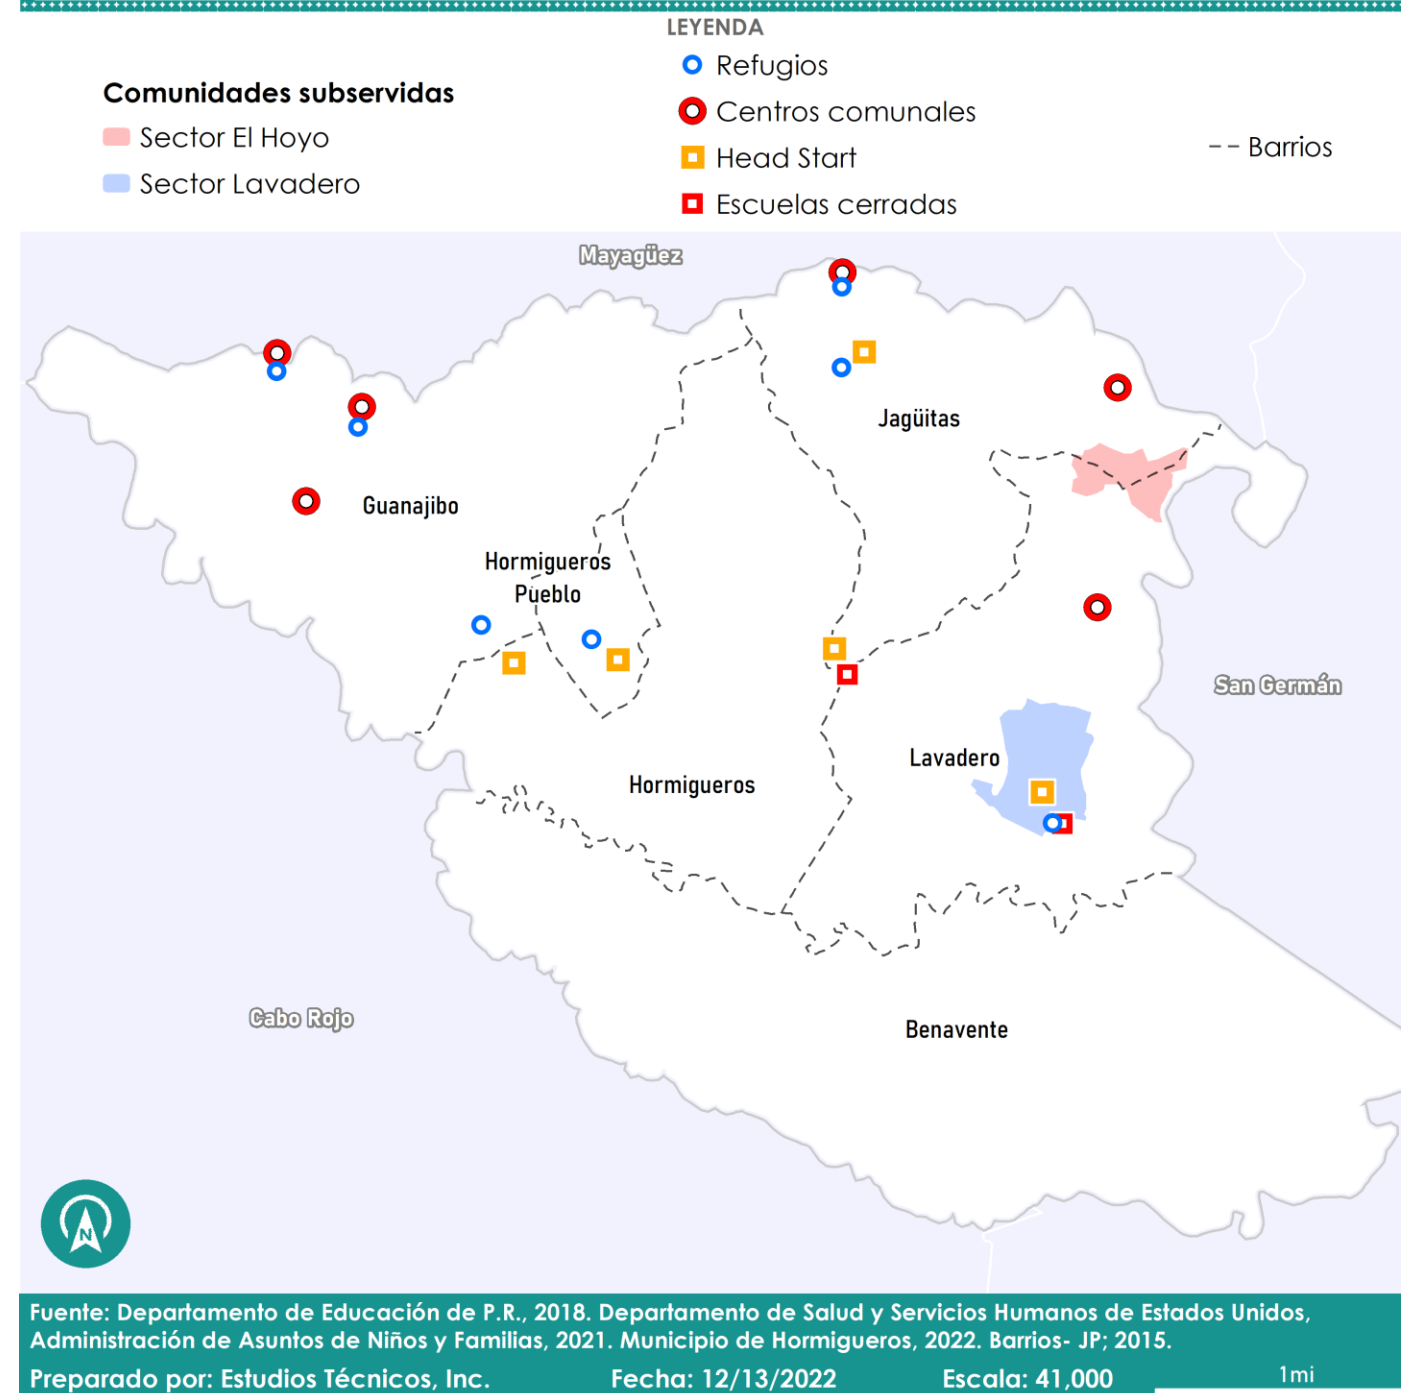 LEYENDA
Comunidades subservidas
Sector El Hoyo
Sector Lavadero
Refugios
Centros comunales
Head Start
Escuelas cerradas
Barrios
Mayagüez
Jagüitas
Guanajibo
Hormigueros
Pueblo
San Germán
Lavadero
Hormigueros
Cabo Rojo
Benavente
N
Fuente: Departamento de Educación de P.R., 2018. Departamento de Salud y Servicios Humanos de Estados Unidos,
Administración de Asuntos de Niños y Familias, 2021. Municipio de Hormigueros, 2022. Barrios- JP; 2015.
Preparado por: Estudios Técnicos, Inc. Fecha: 12/13/2022 Escala: 41,000 1mi